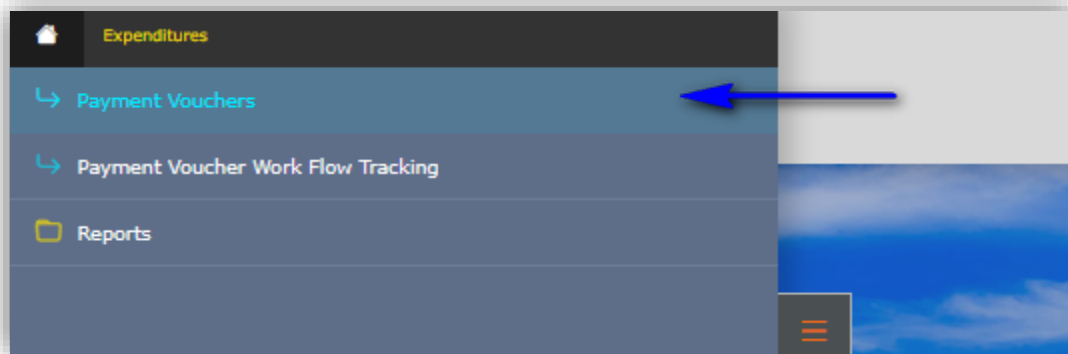 Expenditures
Payment Vouchers
Payment Voucher Work Flow Tracking
Reports